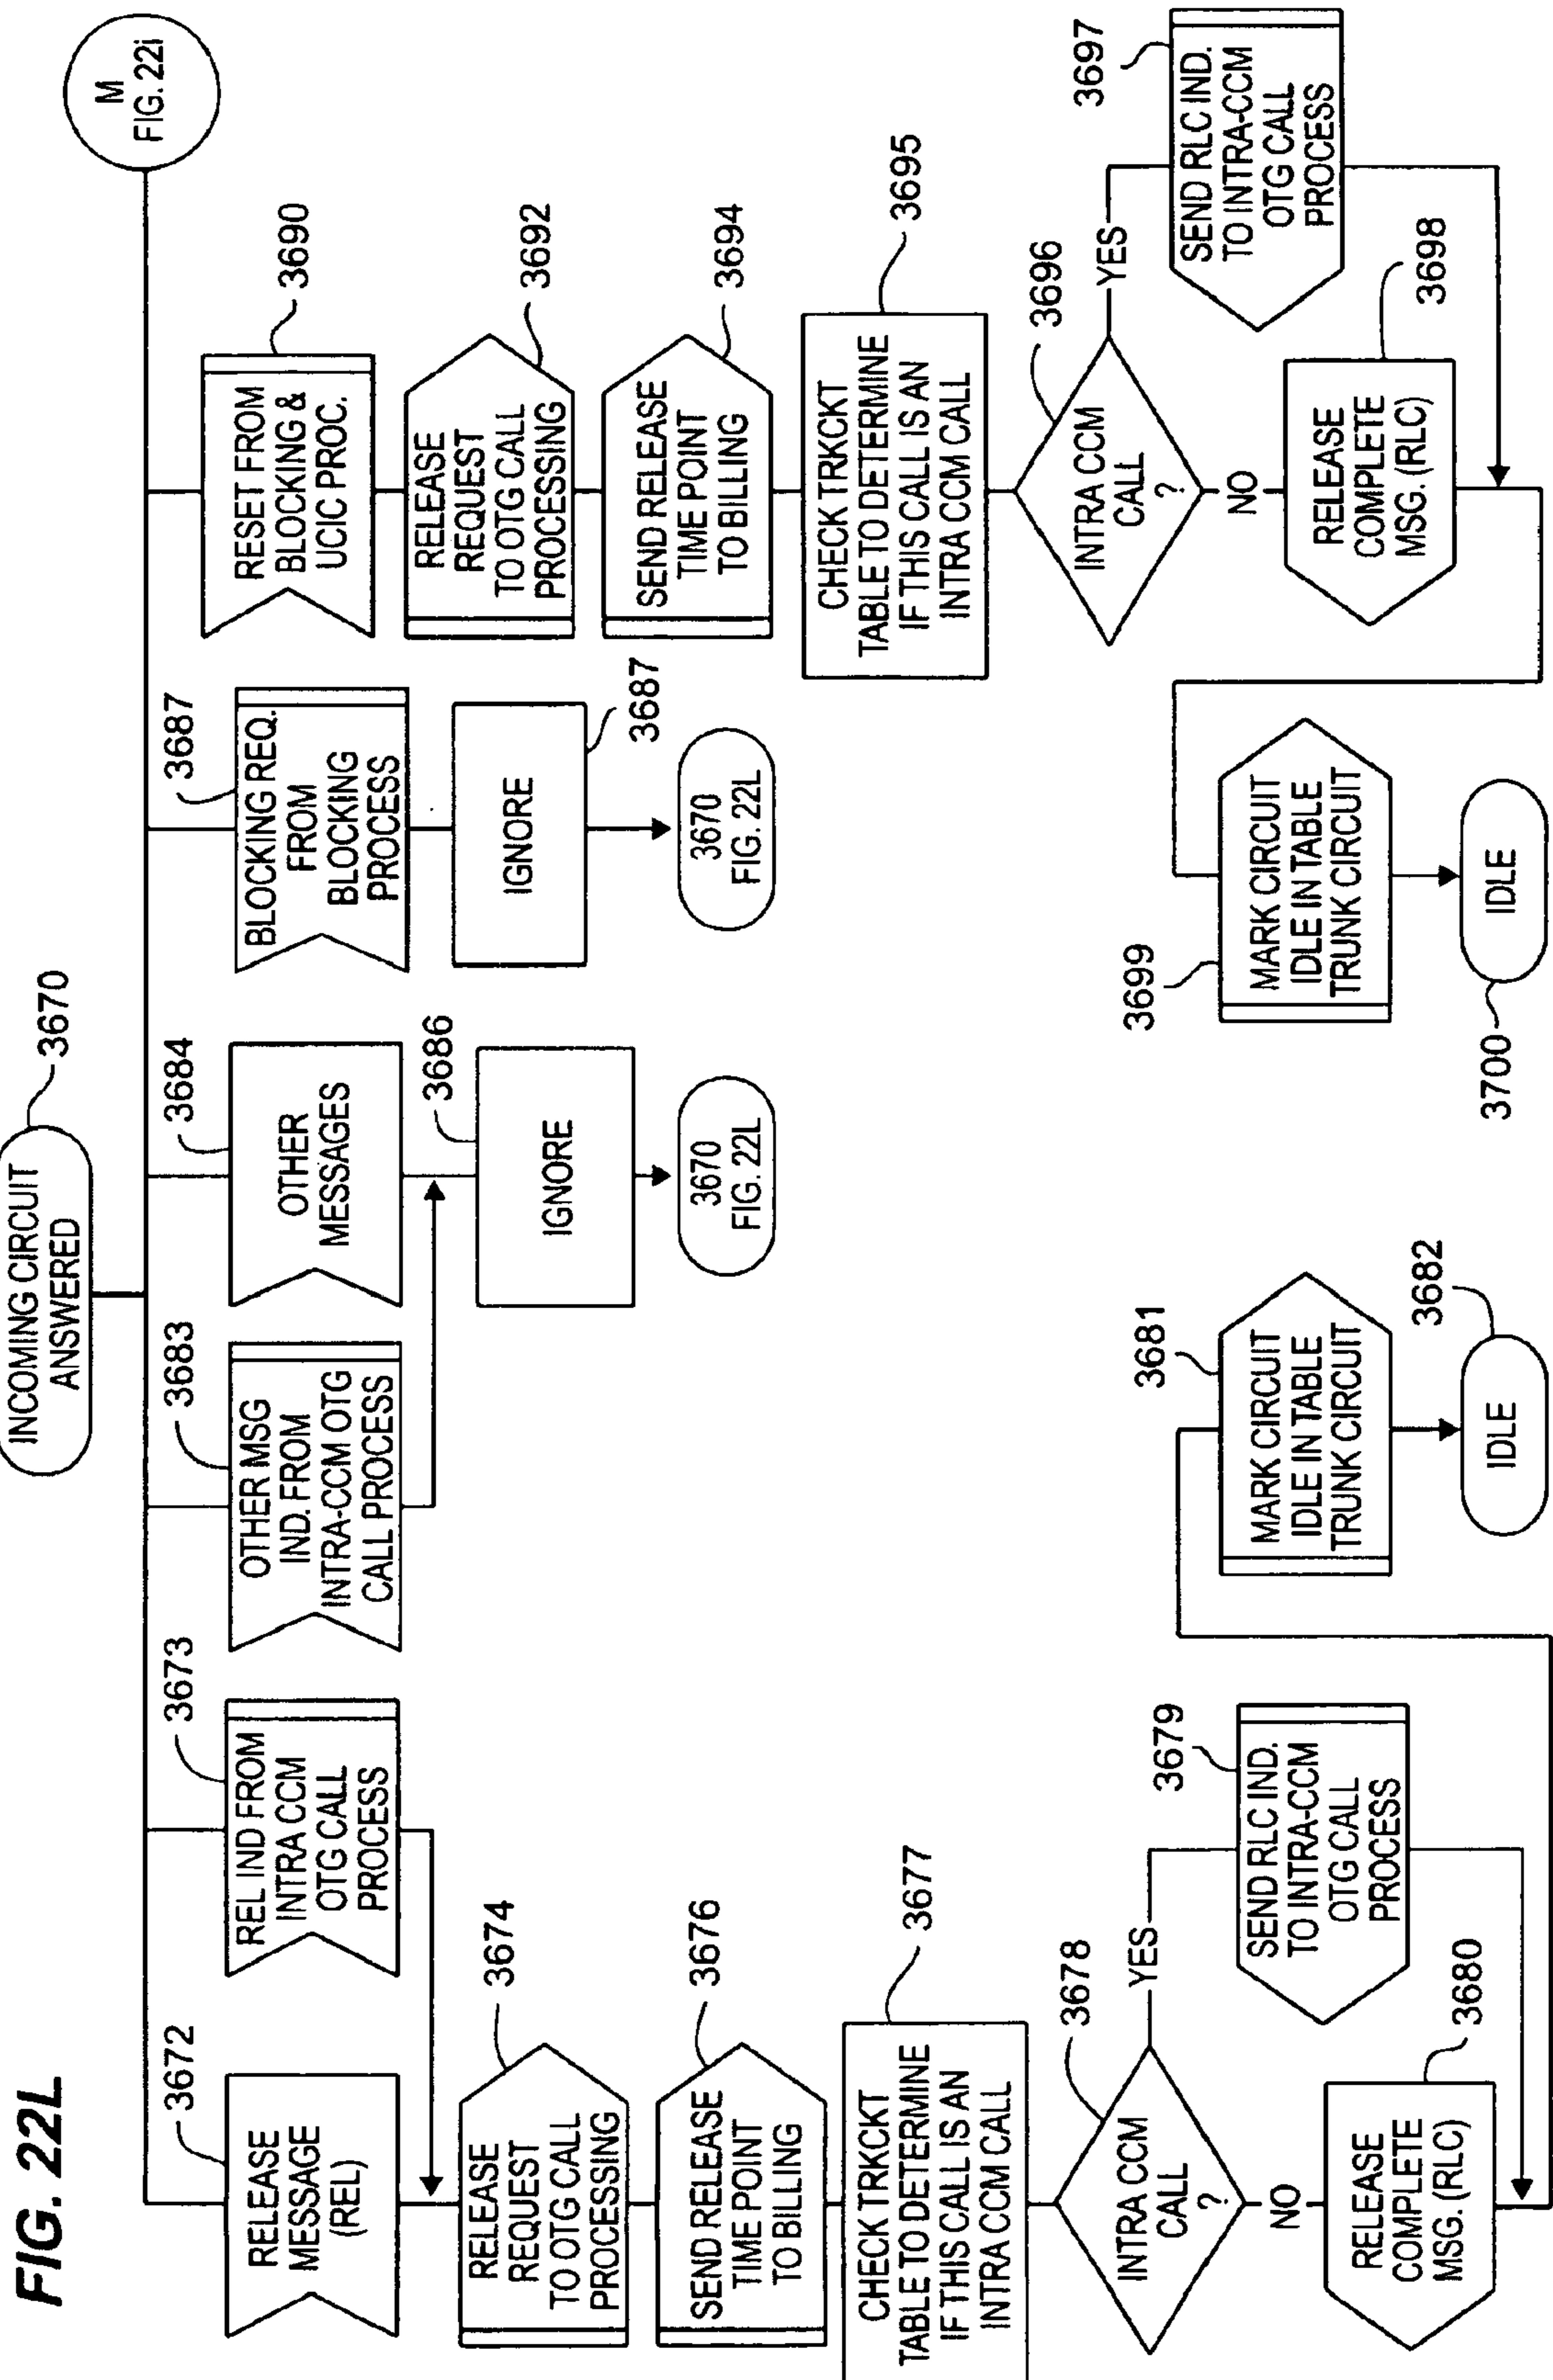 FIG. 22L
INCOMING CIRCUIT
ANSWERED
3670
M
FIG. 22i
3672
RELEASE
MESSAGE
(REL)
3673
REL IND FROM
INTRA CCM
OTG CALL
PROCESS
3674
RELEASE
REQUEST
TO OTG CALL
PROCESSING
3676
SEND RELEASE
TIME POINT
TO BILLING
3677
CHECK TRKCKT
TABLE TO DETERMINE
IF THIS CALL IS AN
INTRA CCM CALL
3678
INTRA CCM
CALL
?
YES
NO
3679
SEND RLC IND.
TO INTRA-CCM
OTG CALL
PROCESS
3680
RELEASE
COMPLETE
MSG. (RLC)
3681
MARK CIRCUIT
IDLE IN TABLE
TRUNK CIRCUIT
3682
IDLE
3683
OTHER MSG
IND. FROM
INTRA-CCM OTG
CALL PROCESS
3684
OTHER
MESSAGES
3686
IGNORE
3670
FIG. 22L
3687
BLOCKING REQ.
FROM
BLOCKING
PROCESS
IGNORE
3687
3670
FIG. 22L
3690
RESET FROM
BLOCKING &
UCIC PROC.
3692
RELEASE
REQUEST
TO OTG CALL
PROCESSING
3694
SEND RELEASE
TIME POINT
TO BILLING
3695
CHECK TRKCKT
TABLE TO DETERMINE
IF THIS CALL IS AN
INTRA CCM CALL
3696
INTRA CCM
CALL
?
YES
NO
3697
SEND RLC IND.
TO INTRA-CCM
OTG CALL
PROCESS
3698
RELEASE
COMPLETE
MSG. (RLC)
3699
MARK CIRCUIT
IDLE IN TABLE
TRUNK CIRCUIT
3700
IDLE